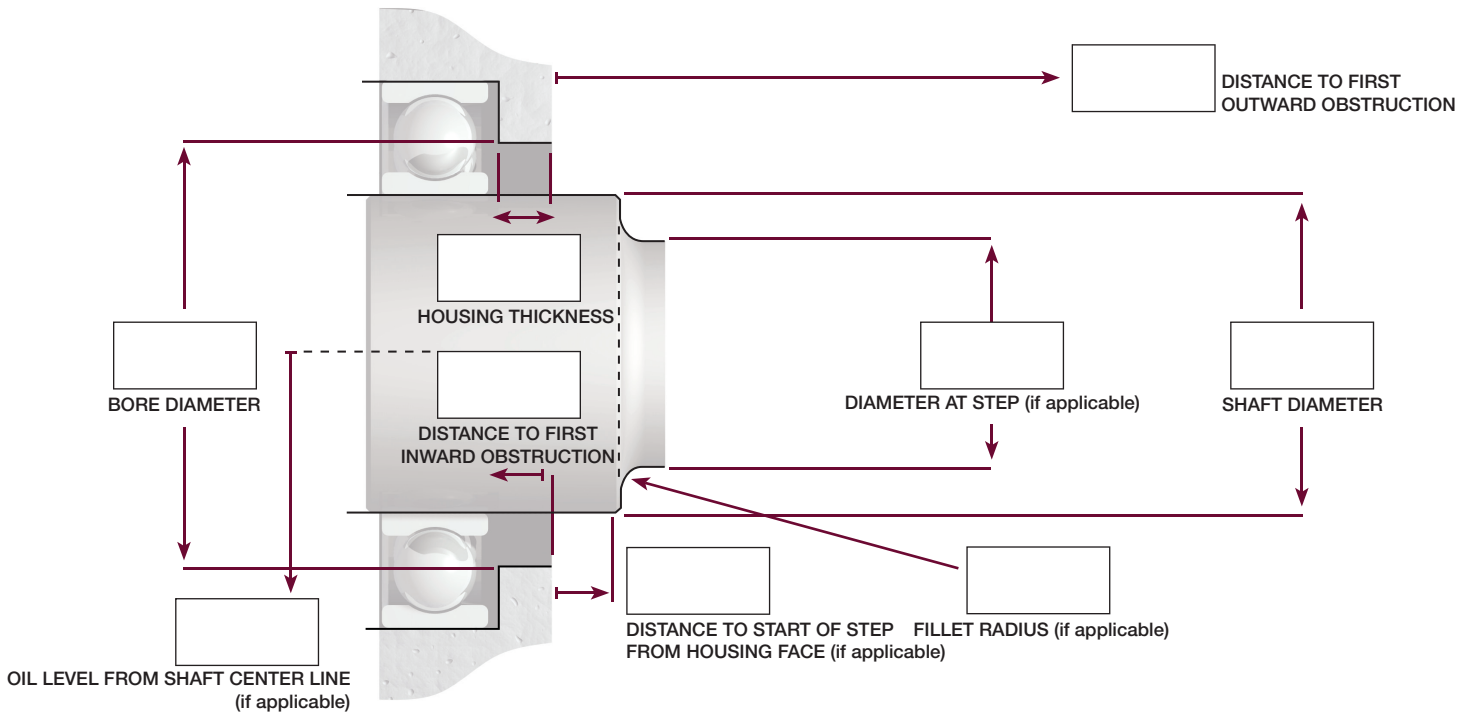 DISTANCE TO FIRST
OUTWARD OBSTRUCTION
HOUSING THICKNESS
BORE DIAMETER
DIAMETER AT STEP (if applicable)
SHAFT DIAMETER
DISTANCE TO FIRST
INWARD OBSTRUCTION
DISTANCE TO START OF STEP
FROM HOUSING FACE (if applicable)
FILLET RADIUS (if applicable)
OIL LEVEL FROM SHAFT CENTER LINE
(if applicable)